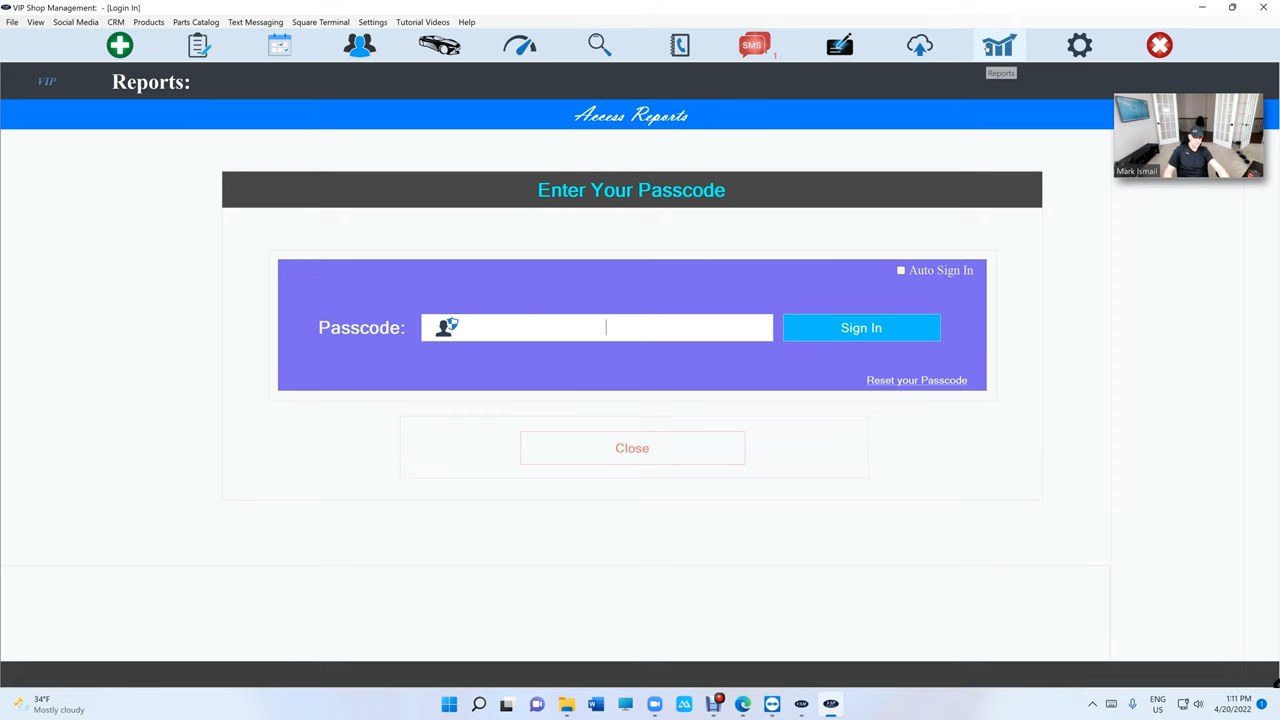 VIP Shop Management: - [Login In]
File View Social Media CRM Products Parts Catalog Text Messaging Square Terminal Settings Tutorial Videos Help
SMS 1
Reports
VIP Reports:
Access Reports
Mark Ismail
Enter Your Passcode
Auto Sign In
Passcode: Sign In
Reset your Passcode
Close
34°F
Mostly cloudy
ENG
US
1:11 PM
4/20/2022
1